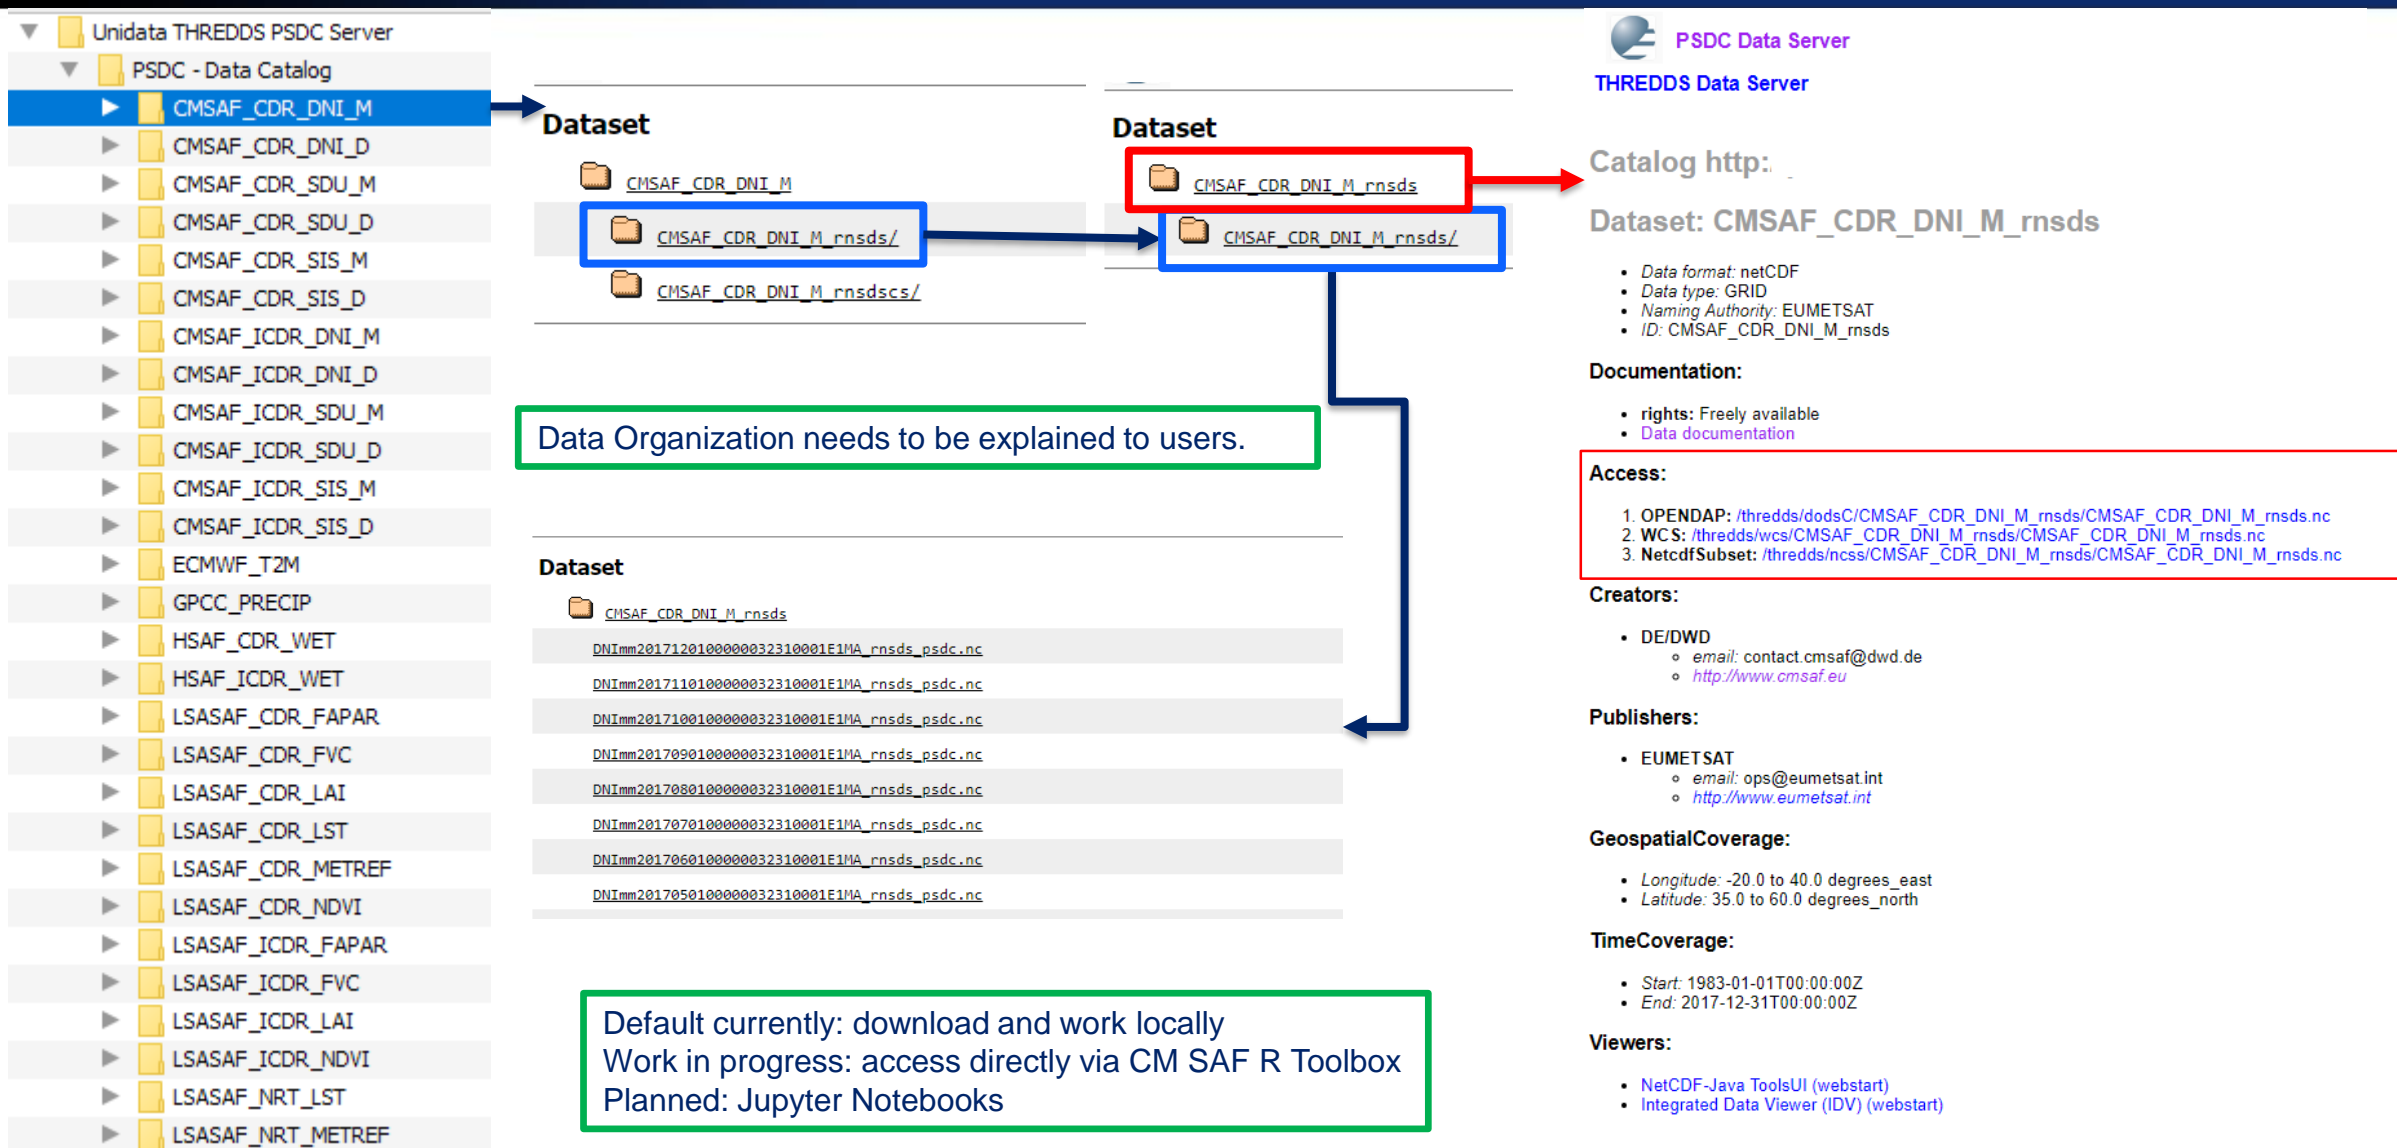 Unidata THREDDS PSDC Server
PSDC - Data Catalog
CMSAF_CDR_DNI_M
CMSAF_CDR_DNI_D
CMSAF_CDR_SDU_M
CMSAF_CDR_SDU_D
CMSAF_CDR_SIS_M
CMSAF_CDR_SIS_D
CMSAF_ICDR_DNI_M
CMSAF_ICDR_DNI_D
CMSAF_ICDR_SDU_M
CMSAF_ICDR_SDU_D
CMSAF_ICDR_SIS_M
CMSAF_ICDR_SIS_D
ECMWF_T2M
GPCC_PRECIP
HSAF_CDR_WET
HSAF_ICDR_WET
LSASAF_CDR_FAPAR
LSASAF_CDR_FVC
LSASAF_CDR_LAI
LSASAF_CDR_LST
LSASAF_CDR_METREF
LSASAF_CDR_NDVI
LSASAF_ICDR_FAPAR
LSASAF_ICDR_FVC
LSASAF_ICDR_LAI
LSASAF_ICDR_NDVI
LSASAF_NRT_LST
LSASAF_NRT_METREF
Dataset
CMSAF_CDR_DNI_M
CMSAF_CDR_DNI_M_rnsds/
CMSAF_CDR_DNI_M_rnsdscs/
Dataset
CMSAF_CDR_DNI_M_rnsds
CMSAF_CDR_DNI_M_rnsds/
Data Organization needs to be explained to users.
Dataset
CMSAF_CDR_DNI_M_rnsds
DNImm2017120100000032310001E1MA_rnsds_psdc.nc
DNImm2017110100000032310001E1MA_rnsds_psdc.nc
DNImm2017100100000032310001E1MA_rnsds_psdc.nc
DNImm2017090100000032310001E1MA_rnsds_psdc.nc
DNImm2017080100000032310001E1MA_rnsds_psdc.nc
DNImm2017070100000032310001E1MA_rnsds_psdc.nc
DNImm2017060100000032310001E1MA_rnsds_psdc.nc
DNImm2017050100000032310001E1MA_rnsds_psdc.nc
Default currently: download and work locally
Work in progress: access directly via CM SAF R Toolbox
Planned: Jupyter Notebooks
PSDC Data Server
THREDDS Data Server
Catalog http:
Dataset: CMSAF_CDR_DNI_M_rnsds
• Data format: netCDF
• Data type: GRID
• Naming Authority: EUMETSAT
• ID: CMSAF_CDR_DNI_M_rnsds
Documentation:
• rights: Freely available
• Data documentation
Access:
1. OPENDAP: /thredds/dodsC/CMSAF_CDR_DNI_M_rnsds/CMSAF_CDR_DNI_M_rnsds.nc
2. WCS: /thredds/wcs/CMSAF_CDR_DNI_M_rnsds/CMSAF_CDR_DNI_M_rnsds.nc
3. NetcdfSubset: /thredds/ncss/CMSAF_CDR_DNI_M_rnsds/CMSAF_CDR_DNI_M_rnsds.nc
Creators:
• DE/DWD
○ email: contact.cmsaf@dwd.de
○ http://www.cmsaf.eu
Publishers:
• EUMETSAT
○ email: ops@eumetsat.int
○ http://www.eumetsat.int
GeospatialCoverage:
• Longitude: -20.0 to 40.0 degrees_east
• Latitude: 35.0 to 60.0 degrees_north
TimeCoverage:
• Start: 1983-01-01T00:00:00Z
• End: 2017-12-31T00:00:00Z
Viewers:
• NetCDF-Java ToolsUI (webstart)
• Integrated Data Viewer (IDV) (webstart)